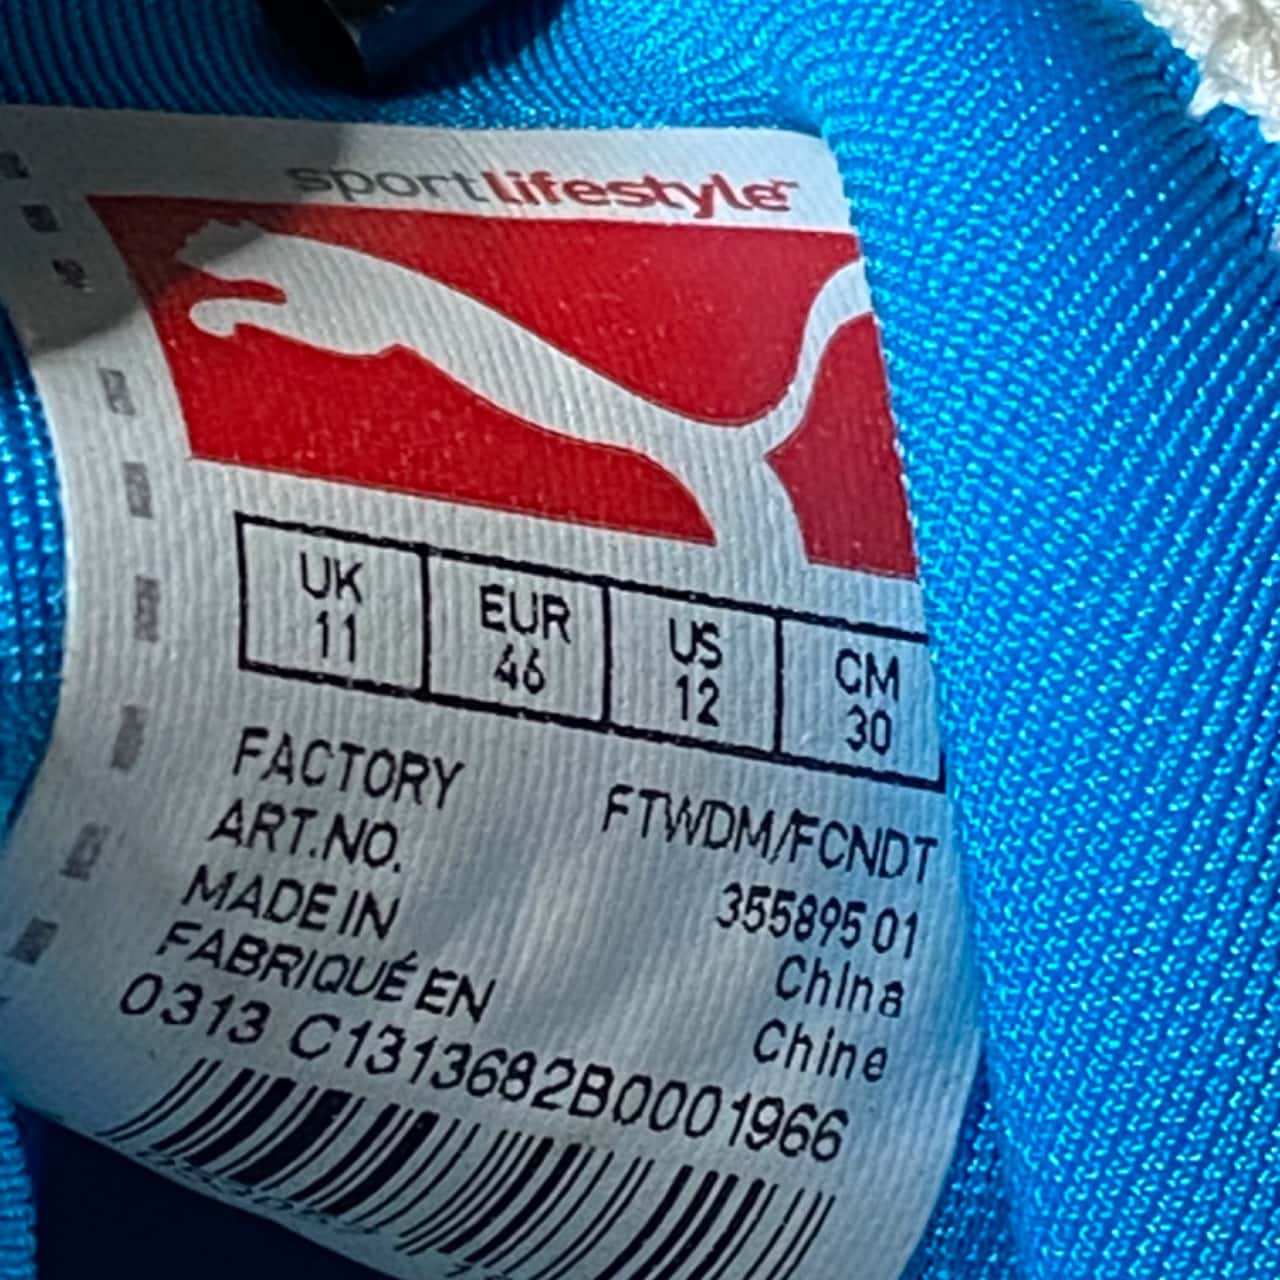 sportlifestyle
UK EUR US CM
11 46 12 30
FACTORY FTWDM/FCNDT
ART.NO. 355895 01
MADE IN China
FABRIQUÉ EN Chine
0313 C1313682B0001966